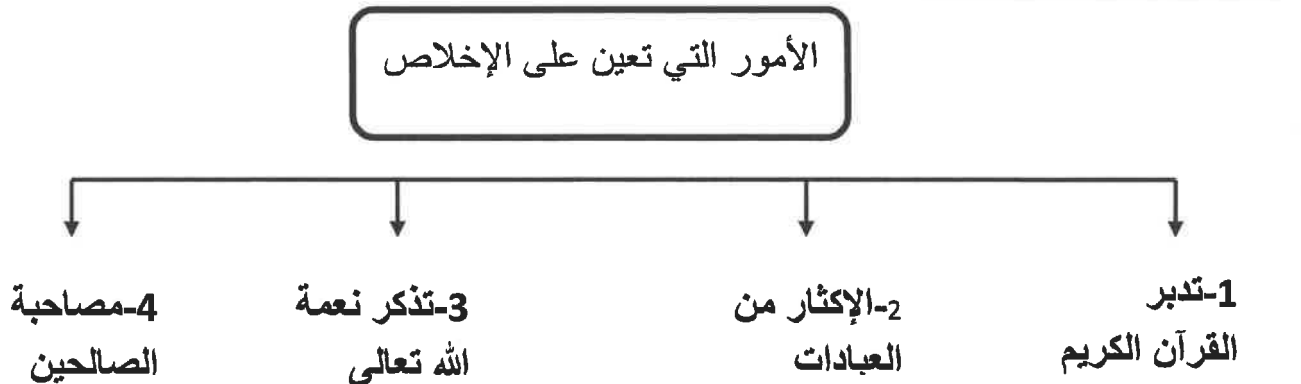 الأمور التي تعين على الإخلاص
1-تدبر
القرآن الكريم
2-الإكثار من
العبادات
3-تذكر نعمة
الله تعالى
4-مصاحبة
الصالحين